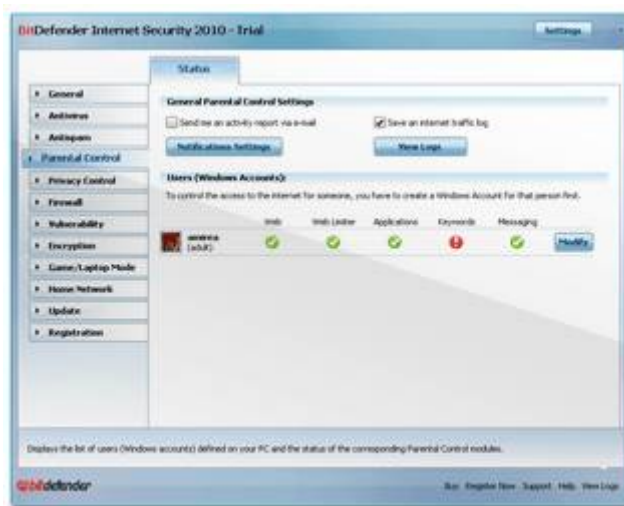 BitDefender Internet Security 2010 - Trial
Settings
Status
General
Antivirus
Antispam
Parental Control
Privacy Control
Firewall
Vulnerability
Encryption
Game/Laptop Mode
Home Network
Update
Registration
General Parental Control Settings
Send me an activity report via e-mail
Save an internet traffic log
Notifications Settings
View Logs
Users (Windows Accounts):
To control the access to the internet for someone, you have to create a Windows Account for that person first.
Web Web Limiter Applications Keywords Messaging
(adult)
Modify
Displays the list of users (Windows accounts) defined on your PC and the status of the corresponding Parental Control modules.
bitdefender
Buy Register Now Support Help View Logs